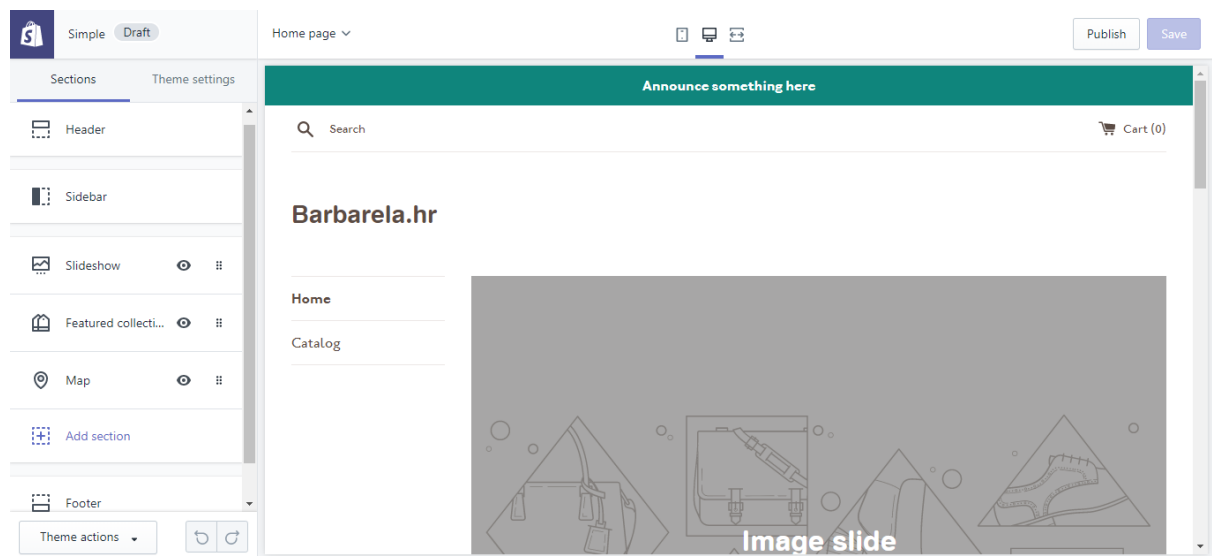 Simple Draft
Home page
Publish Save
Sections Theme settings
Announce something here
Header
Search
Cart (0)
Sidebar
Barbarela.hr
Slideshow
Home
Featured collecti...
Catalog
Map
Add section
Footer
Theme actions
Image slide